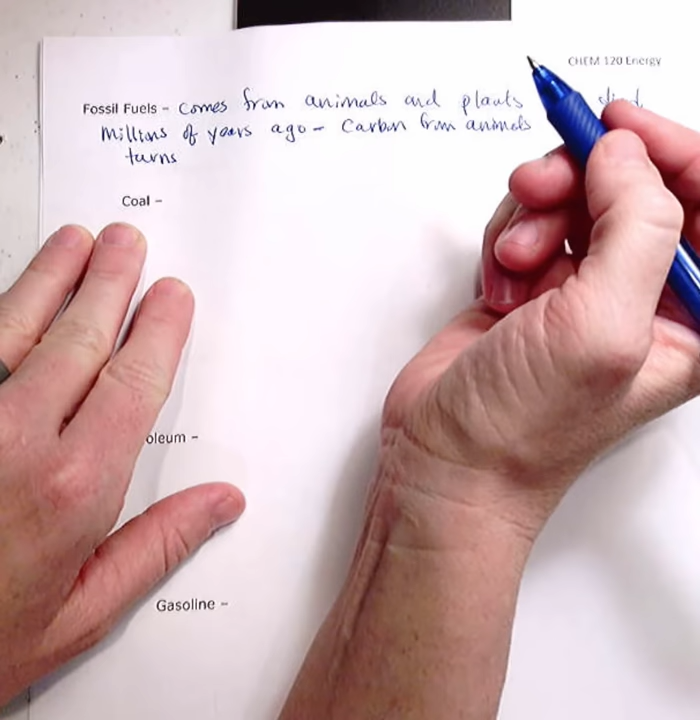 CHEM 120 Energy
Fossil Fuels - comes from animals and plants died
Millions of years ago - Carbon from animals
turns
Coal -
oleum -
Gasoline -